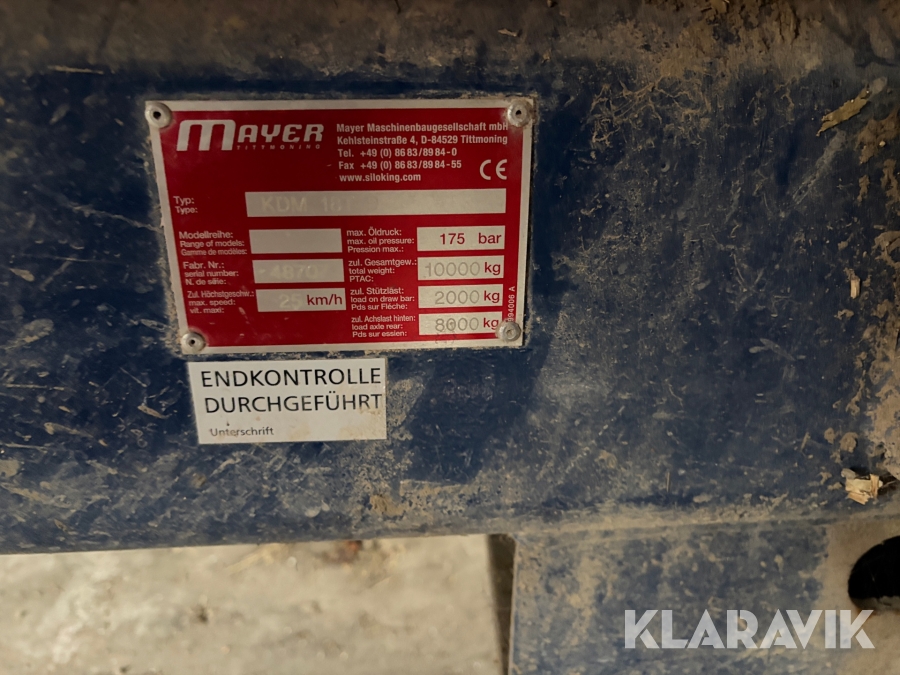 MAYER
TITTMONING
Mayer Maschinenbaugesellschaft mbH
Kehlsteinstraße 4, D-84529 Tittmoning
Tel. +49 (0) 86 83/89 84-0
Fax +49 (0) 86 83/89 84-55
www.siloking.com
CE
Typ:
Type:
KDM 18
Modellreihe:
Range of models:
Gamme de modèles:
Fabr. Nr.:
serial number:
N. de série:
zul. Höchstgeschw.:
max. speed:
vit. maxi:
km/h
max. Öldruck:
max. oil pressure:
Pression max.:
175 bar
zul. Gesamtgew.:
total weight:
PTAC:
10000 kg
zul. Stützlast:
load on draw bar:
Pds sur Flèche:
2000 kg
zul. Achslast hinten:
load axle rear:
Pds sur essien:
8000 kg
994006 A
ENDKONTROLLE
DURCHGEFÜHRT
Unterschrift
KLARAVIK